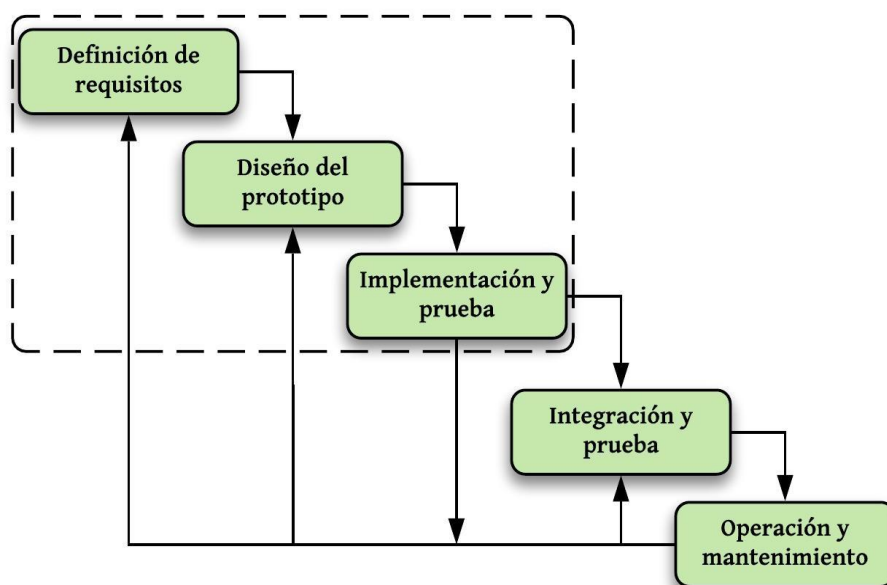 Definición de
requisitos
Diseño del
prototipo
Implementación y
prueba
Integración y
prueba
Operación y
mantenimiento